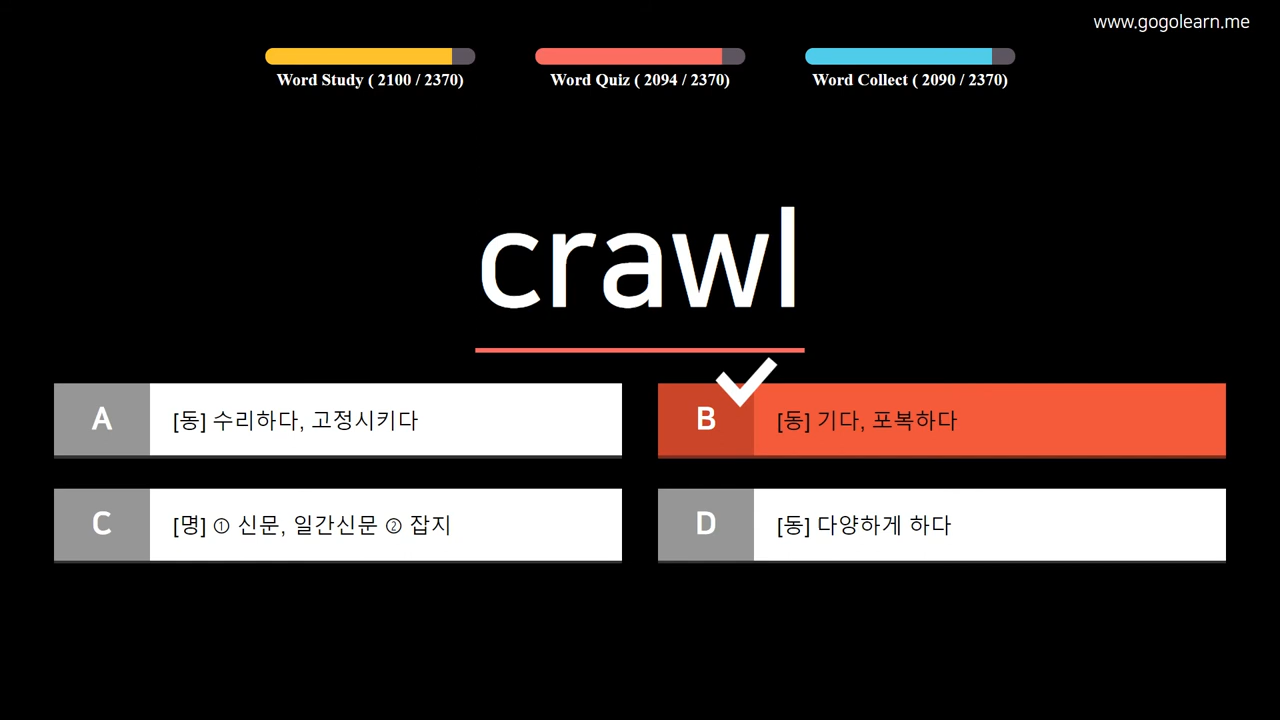 www.gogolearn.me
Word Study ( 2100 / 2370)
Word Quiz ( 2094 / 2370)
Word Collect ( 2090 / 2370)
crawl
A [동] 수리하다, 고정시키다
B [동] 기다, 포복하다
C [명] ① 신문, 일간신문 ② 잡지
D [동] 다양하게 하다